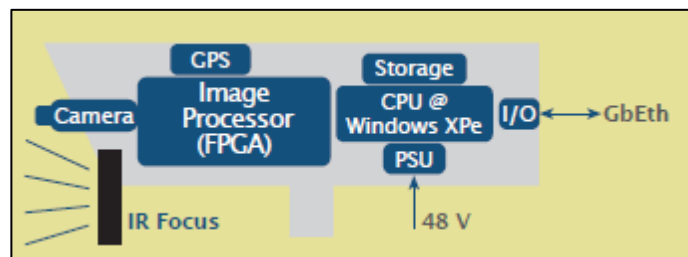 GPS
Storage
Camera
Image
Processor
(FPGA)
CPU @
Windows XPe
I/O
GbEth
PSU
IR Focus
48 V